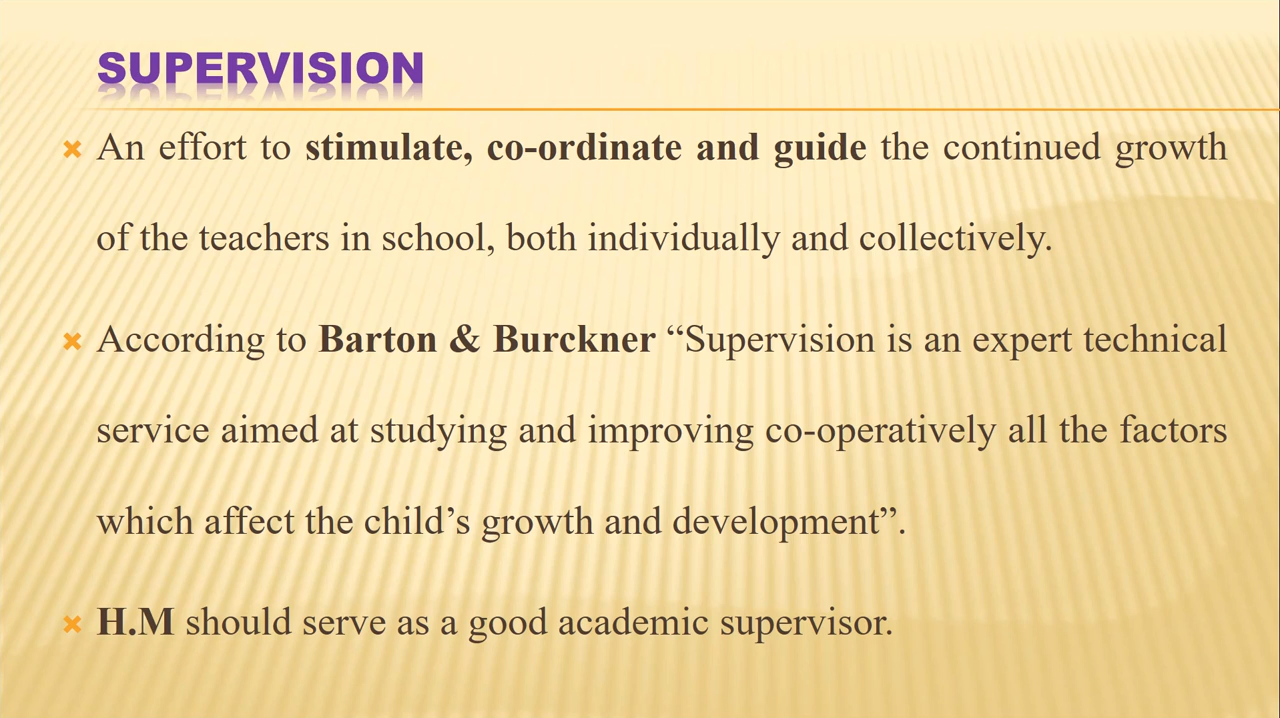 SUPERVISION
An effort to stimulate, co-ordinate and guide the continued growth
of the teachers in school, both individually and collectively.
According to Barton & Burckner “Supervision is an expert technical
service aimed at studying and improving co-operatively all the factors
which affect the child’s growth and development”.
H.M should serve as a good academic supervisor.